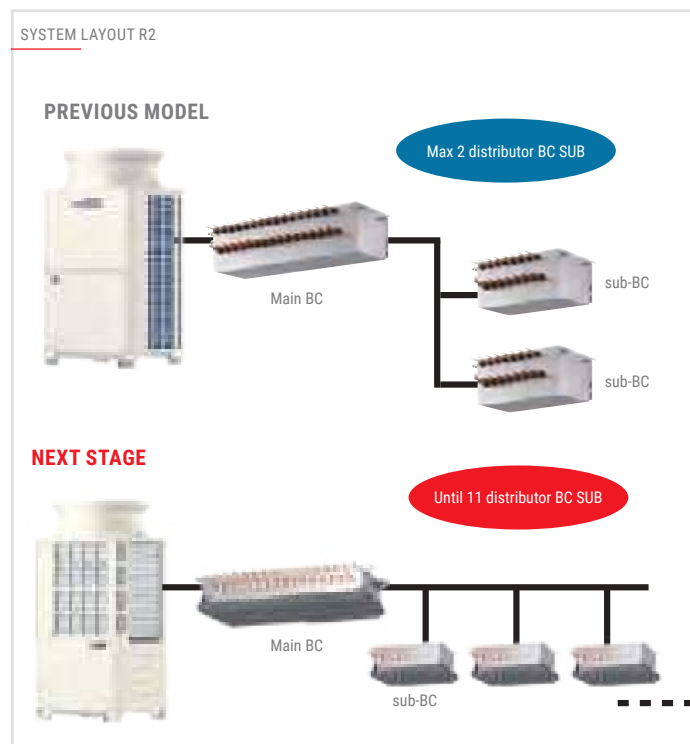 SYSTEM LAYOUT R2
PREVIOUS MODEL
Max 2 distributor BC SUB
Main BC
sub-BC
sub-BC
NEXT STAGE
Until 11 distributor BC SUB
Main BC
sub-BC